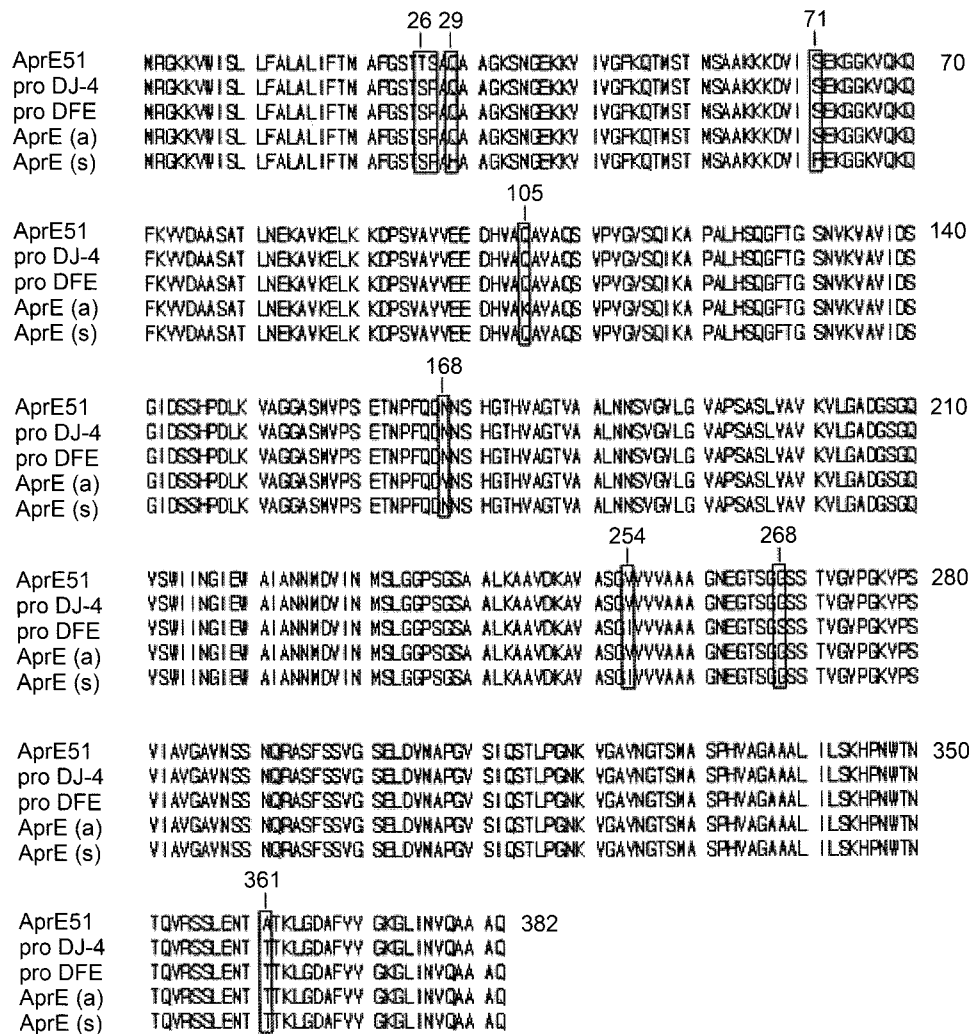 26 29 71
AprE51 MRGKKVWISL LFALALIFTM AFGSTTSAQA AGKSNGEKKY IVGFKQTMST MSAAKKKDVI SEKGGKVQKQ 70
pro DJ-4 MRGKKVWISL LFALALIFTM AFGSTSPAQA AGKSNGEKKY IVGFKQTMST MSAAKKKDVI SEKGGKVQKQ
pro DFE MRGKKVWISL LFALALIFTM AFGSTSPAQA AGKSNGEKKY IVGFKQTMST MSAAKKKDVI SEKGGKVQKQ
AprE (a) MRGKKVWISL LFALALIFTM AFGSTSPAQA AGKSNGEKKY IVGFKQTMST MSAAKKKDVI SEKGGKVQKQ
AprE (s) MRGKKVWISL LFALALIFTM AFGSTSPAHA AGKSNGEKKY IVGFKQTMST MSAAKKKDVI FEKGGKVQKQ
105
AprE51 FKYVDAASAT LNEKAVKELK KDPSVAYVEE DHVAQAYAQS VPYGVSQIKA PALHSQGFTG SNVKVAVIDS 140
pro DJ-4 FKYVDAASAT LNEKAVKELK KDPSVAYVEE DHVAQAYAQS VPYGVSQIKA PALHSQGFTG SNVKVAVIDS
pro DFE FKYVDAASAT LNEKAVKELK KDPSVAYVEE DHVAQAYAQS VPYGVSQIKA PALHSQGFTG SNVKVAVIDS
AprE (a) FKYVDAASAT LNEKAVKELK KDPSVAYVEE DHVAKAYAQS VPYGVSQIKA PALHSQGFTG SNVKVAVIDS
AprE (s) FKYVDAASAT LNEKAVKELK KDPSVAYVEE DHVAQAYAQS VPYGVSQIKA PALHSQGFTG SNVKVAVIDS
168
AprE51 GIDSSHPDLK VAGGASMVPS ETNPFQDNNS HGTHVAGTVA ALNNSVGVLG VAPSASLYAV KVLGADGSGQ 210
pro DJ-4 GIDSSHPDLK VAGGASMVPS ETNPFQDNNS HGTHVAGTVA ALNNSVGVLG VAPSASLYAV KVLGADGSGQ
pro DFE GIDSSHPDLK VAGGASMVPS ETNPFQDNNS HGTHVAGTVA ALNNSVGVLG VAPSASLYAV KVLGADGSGQ
AprE (a) GIDSSHPDLK VAGGASMVPS ETNPFQDVNS HGTHVAGTVA ALNNSVGVLG VAPSASLYAV KVLGADGSGQ
AprE (s) GIDSSHPDLK VAGGASMVPS ETNPFQDNNS HGTHVAGTVA ALNNSVGVLG VAPSASLYAV KVLGADGSGQ
254 268
AprE51 YSWIINGIEW AIANNMDVIN MSLGGPSGSA ALKAAVDKAV ASGVVVVAAA GNEGTSGGSS TVGYPGKYPS 280
pro DJ-4 YSWIINGIEW AIANNMDVIN MSLGGPSGSA ALKAAVDKAV ASGVVVVAAA GNEGTSGGSS TVGYPGKYPS
pro DFE YSWIINGIEW AIANNMDVIN MSLGGPSGSA ALKAAVDKAV ASGIVVVAAA GNEGTSGSSS TVGYPGKYPS
AprE (a) YSWIINGIEW AIANNMDVIN MSLGGPSGSA ALKAAVDKAV ASGVVVVAAA GNEGTSGGSS TVGYPGKYPS
AprE (s) YSWIINGIEW AIANNMDVIN MSLGGPSGSA ALKAAVDKAV ASGIVVVAAA GNEGTSGGSS TVGYPGKYPS
AprE51 VIAVGAVNSS NQRASFSSVG SELDVMAPGV SIQSTLPGNK YGAYNGTSMA SPHVAGAAAL ILSKHPNWTN 350
pro DJ-4 VIAVGAVNSS NQRASFSSVG SELDVMAPGV SIQSTLPGNK YGAYNGTSMA SPHVAGAAAL ILSKHPNWTN
pro DFE VIAVGAVNSS NQRASFSSVG SELDVMAPGV SIQSTLPGNK YGAYNGTSMA SPHVAGAAAL ILSKHPNWTN
AprE (a) VIAVGAVNSS NQRASFSSVG SELDVMAPGV SIQSTLPGNK YGAYNGTSMA SPHVAGAAAL ILSKHPNWTN
AprE (s) VIAVGAVNSS NQRASFSSVG SELDVMAPGV SIQSTLPGNK YGAYNGTSMA SPHVAGAAAL ILSKHPNWTN
361
AprE51 TQVRSSLENT ATKLGDAFYY GKGLINVQAA AQ 382
pro DJ-4 TQVRSSLENT TTKLGDAFYY GKGLINVQAA AQ
pro DFE TQVRSSLENT TTKLGDAFYY GKGLINVQAA AQ
AprE (a) TQVRSSLENT TTKLGDAFYY GKGLINVQAA AQ
AprE (s) TQVRSSLENT TTKLGDAFYY GKGLINVQAA AQ